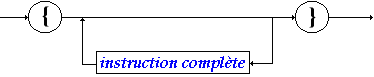 { }
instruction complète